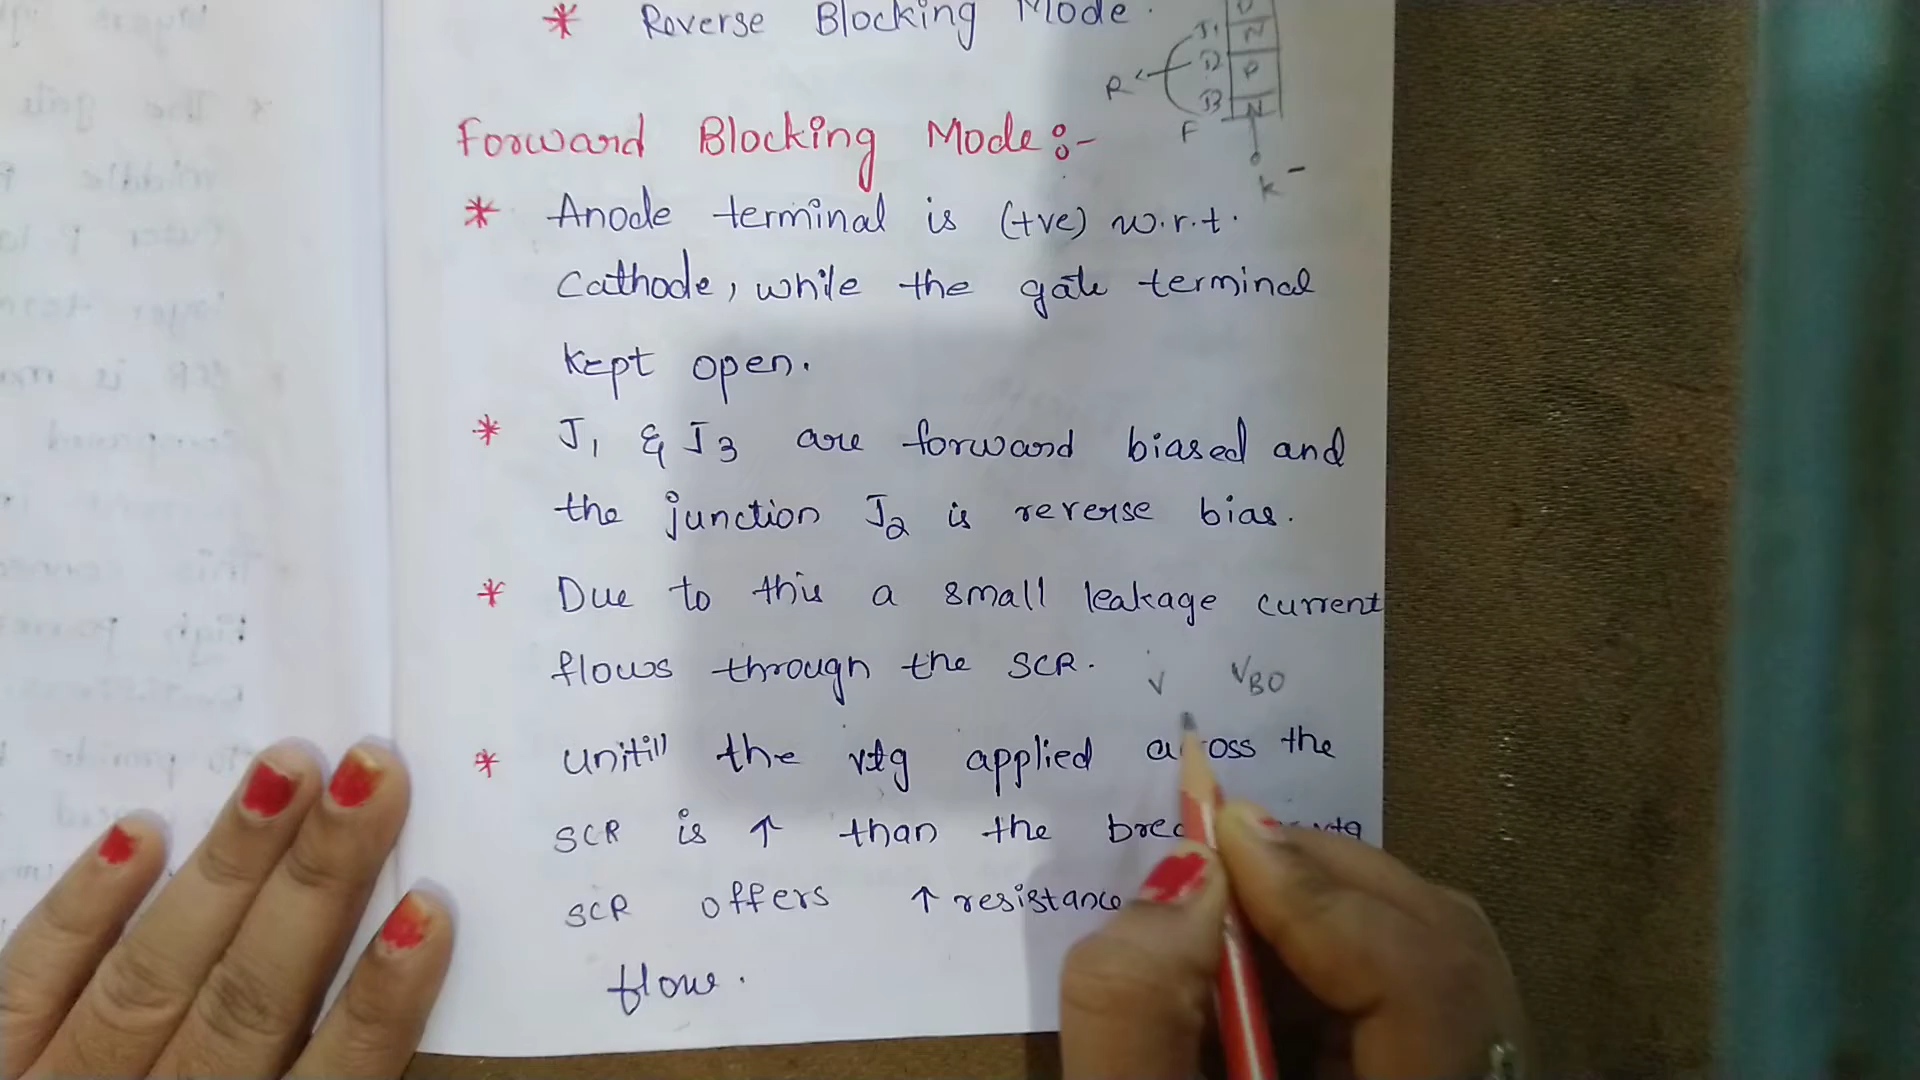 * Reverse Blocking Mode.
J1 N
J2 P
R
J3 N
F
K -
Forward Blocking Mode :-
* Anode terminal is (+ve) w.r.t.
Cathode, while the gate terminal
kept open.
* J1 & J3 are forward biased and
the junction J2 is reverse bias.
* Due to this a small leakage current
flows through the SCR.
V VBO
* unitill the vtg applied across the
SCR is ↑ than the
SCR offers ↑ resistance
flow.